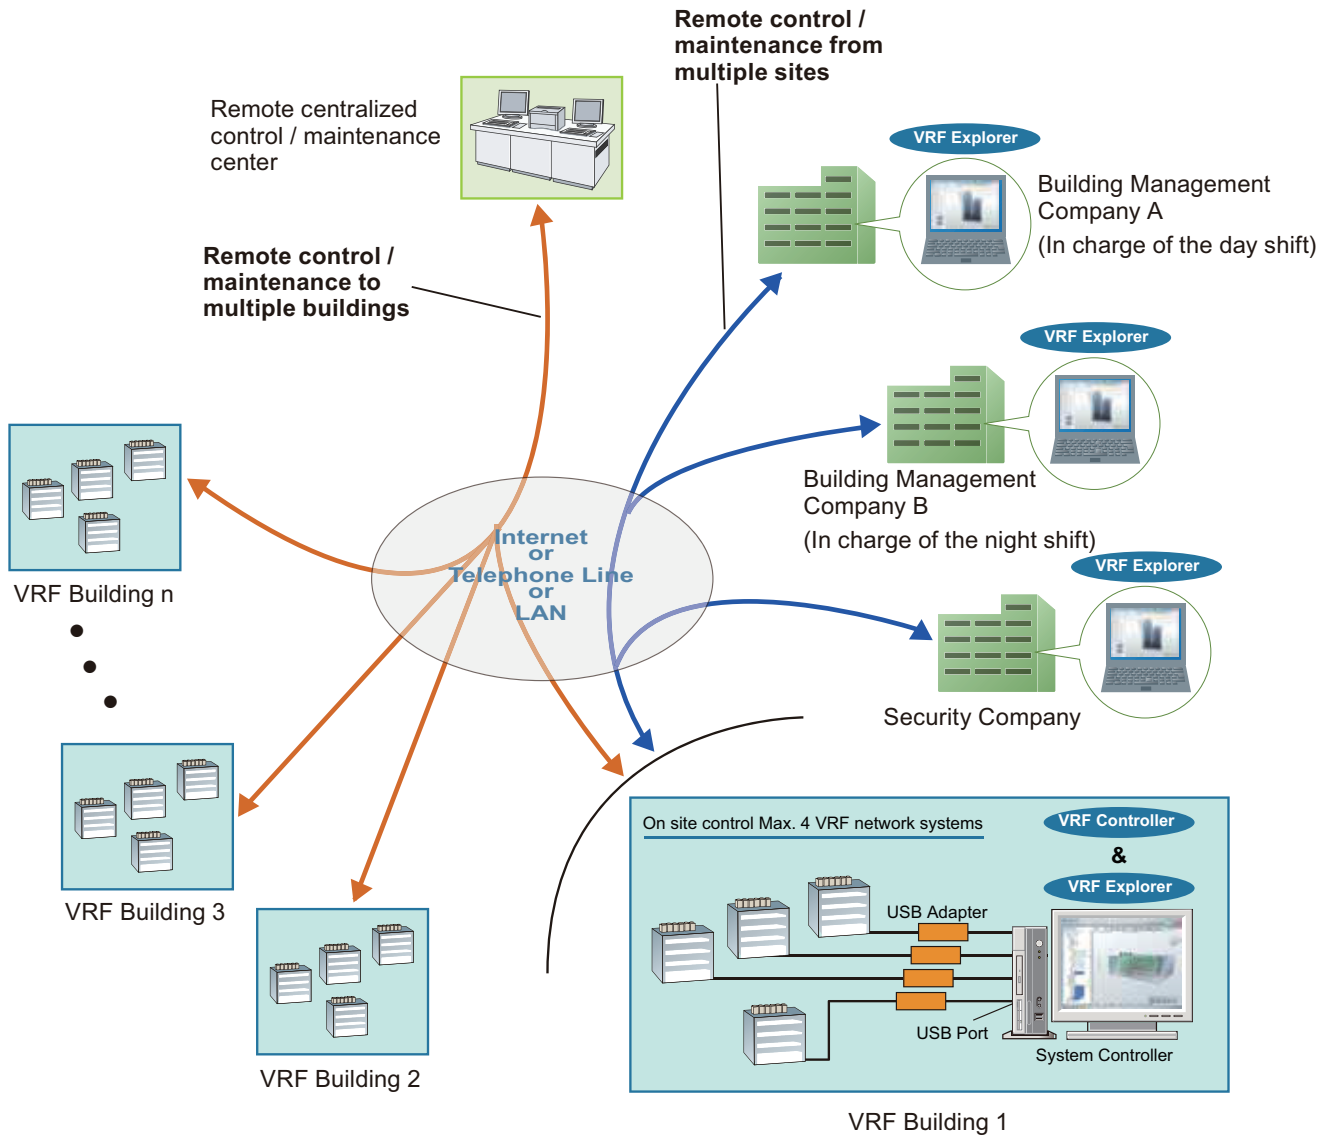 Remote control /
maintenance from
multiple sites
Remote centralized
control / maintenance
center
VRF Explorer
Building Management
Company A
(In charge of the day shift)
Remote control /
maintenance to
multiple buildings
VRF Explorer
Building Management
Company B
(In charge of the night shift)
Internet
or
Telephone Line
or
LAN
VRF Explorer
Security Company
VRF Building n
VRF Building 3
VRF Building 2
On site control Max. 4 VRF network systems
VRF Controller
&
VRF Explorer
USB Adapter
USB Port
System Controller
VRF Building 1